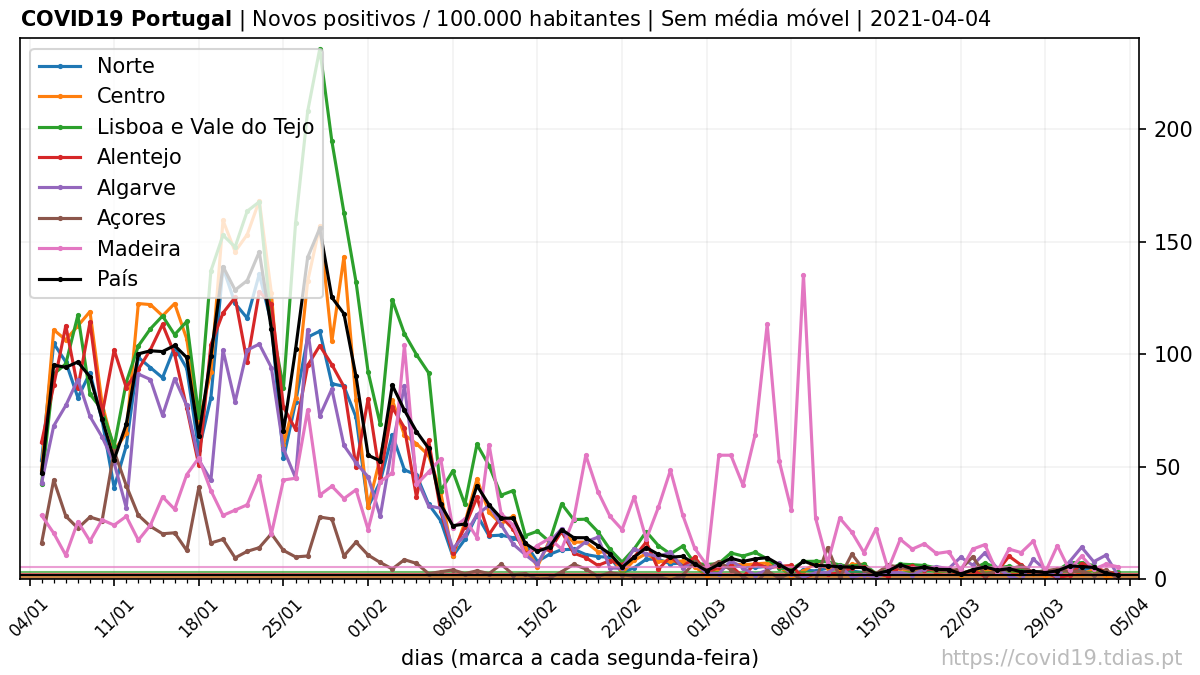 COVID19 Portugal | Novos positivos / 100.000 habitantes | Sem média móvel | 2021-04-04
Norte
Centro
Lisboa e Vale do Tejo
Alentejo
Algarve
Açores
Madeira
País
200
150
100
50
0
04/01
11/01
18/01
25/01
01/02
08/02
15/02
22/02
01/03
08/03
15/03
22/03
29/03
05/04
dias (marca a cada segunda-feira)
https://covid19.tdias.pt